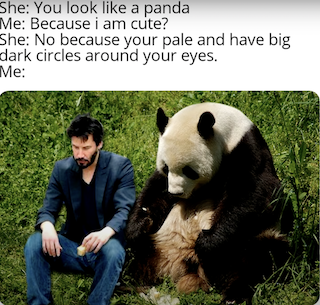 She: You look like a panda
Me: Because i am cute?
She: No because your pale and have big
dark circles around your eyes.
Me: